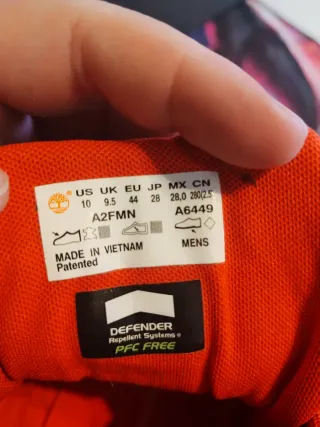 US UK EU JP MX CN
10 9.5 44 28 28.0 280(2.5
A2FMN A6449
MADE IN VIETNAM MENS
Patented
DEFENDER
Repellent Systems®
PFC FREE